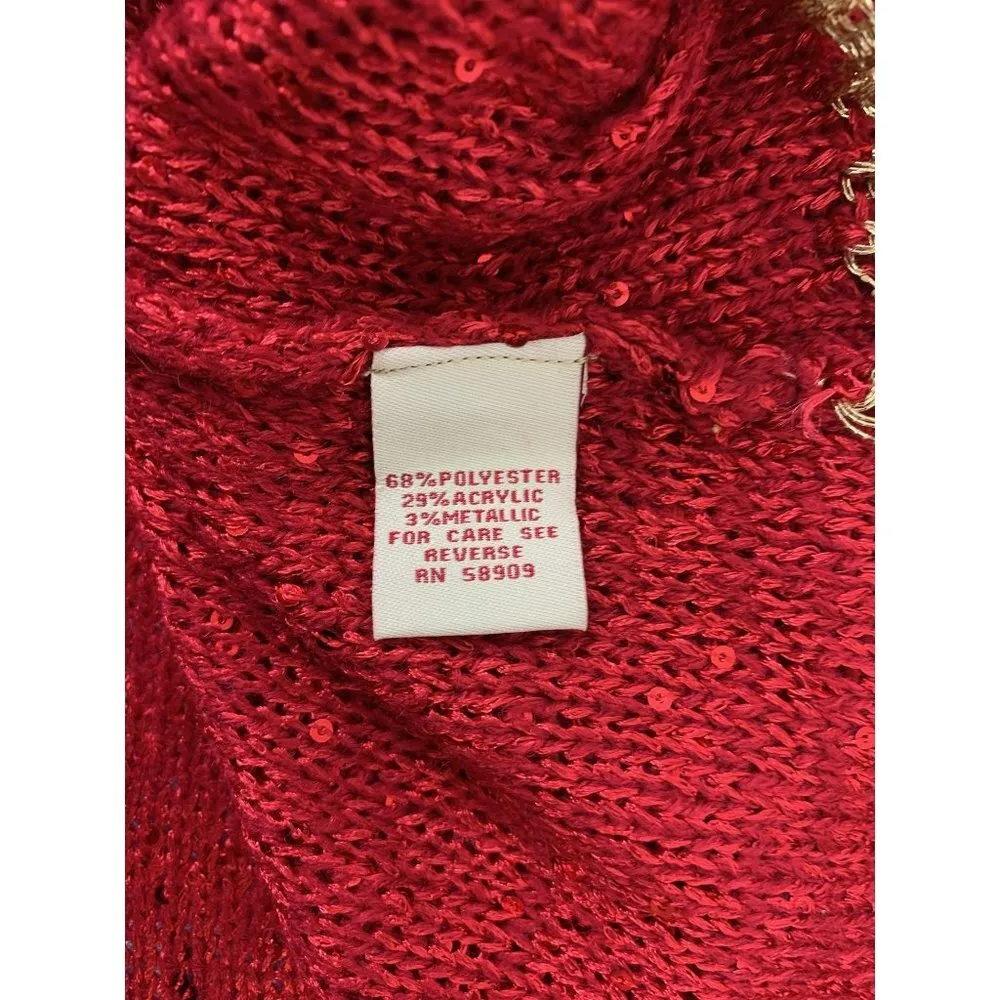 68%POLYESTER
29%ACRYLIC
3%METALLIC
FOR CARE SEE
REVERSE
RN 58909